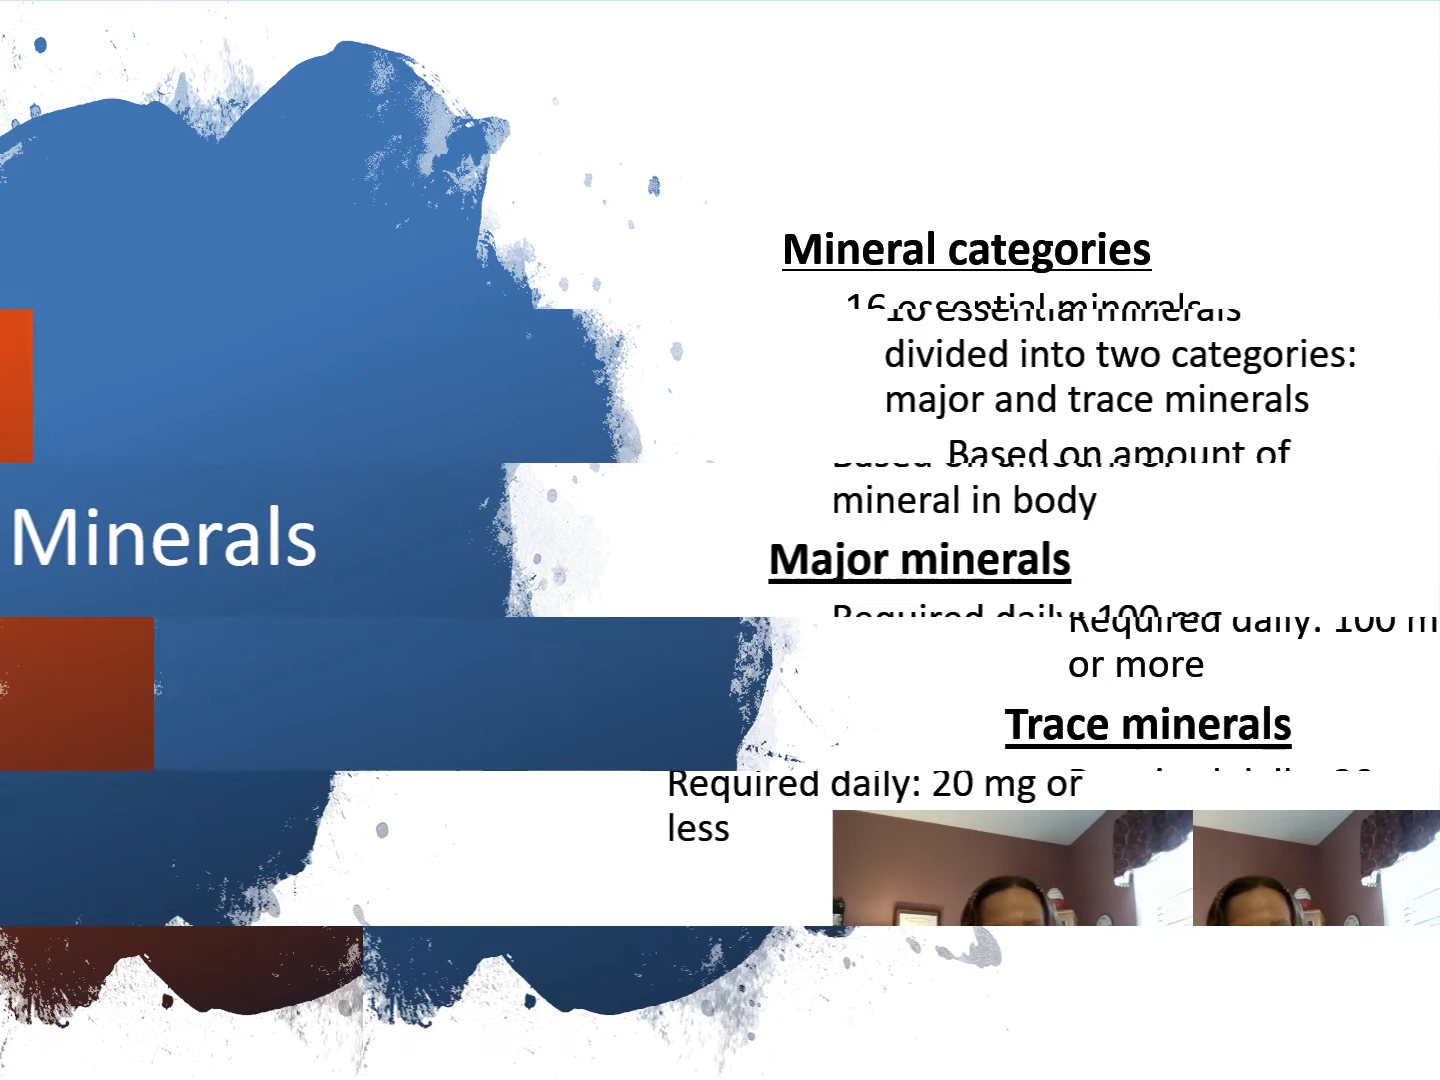 Mineral categories
16 essential minerals
divided into two categories:
major and trace minerals
Based on amount of
mineral in body
Minerals
Major minerals
Required daily: 100 mg
or more
Trace minerals
Required daily: 20 mg or
less